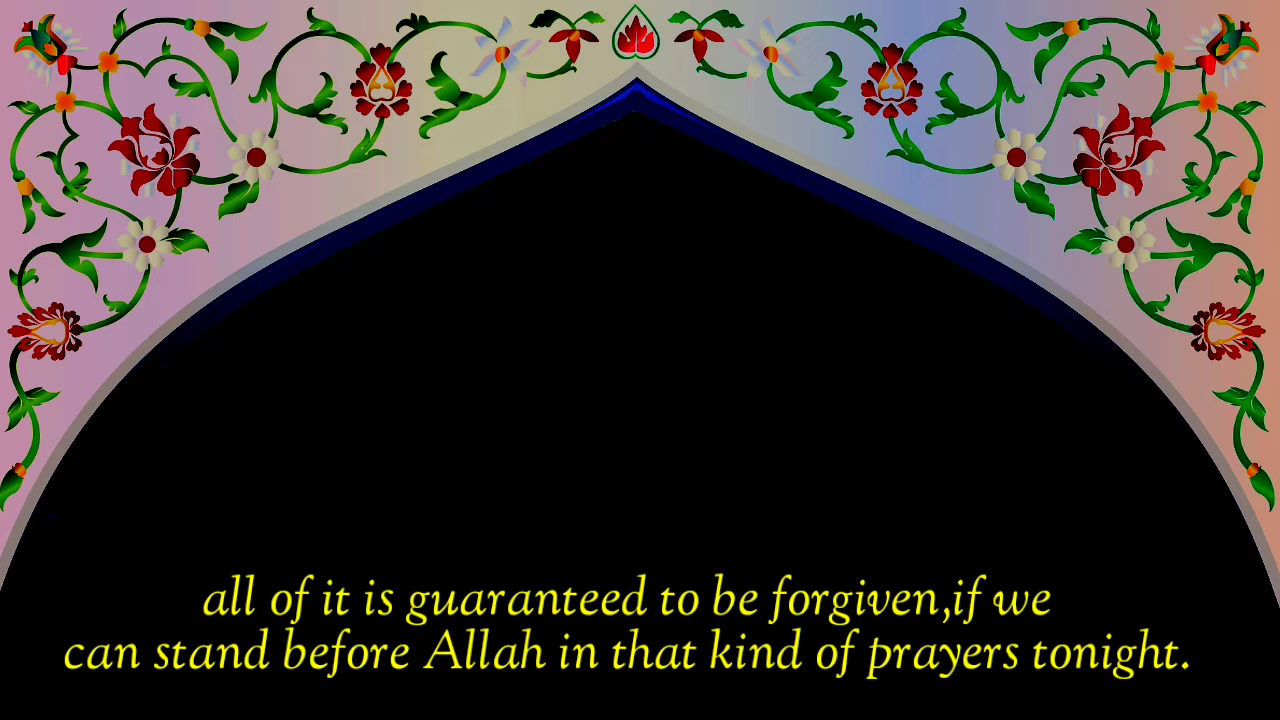 all of it is guaranteed to be forgiven,if we
can stand before Allah in that kind of prayers tonight.